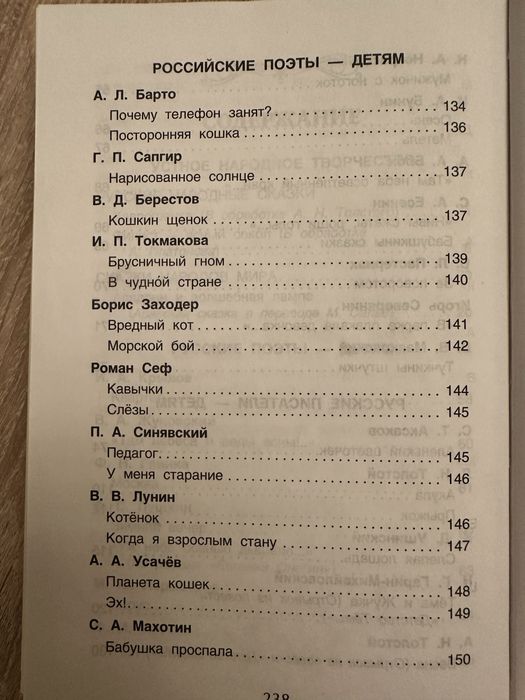 РОССИЙСКИЕ ПОЭТЫ — ДЕТЯМ
А. Л. Барто
Почему телефон занят? 134
Посторонняя кошка 136
Г. П. Сапгир
Нарисованное солнце 137
В. Д. Берестов
Кошкин щенок 137
И. П. Токмакова
Брусничный гном 139
В чу́дной стране 140
Борис Заходер
Вредный кот 141
Морской бой 142
Роман Сеф
Кавычки 144
Слёзы 145
П. А. Синявский
Педагог 145
У меня старание 146
В. В. Лунин
Котёнок 146
Когда я взрослым стану 147
А. А. Усачёв
Планета кошек 148
Эх! 149
С. А. Махотин
Бабушка проспала 150
238